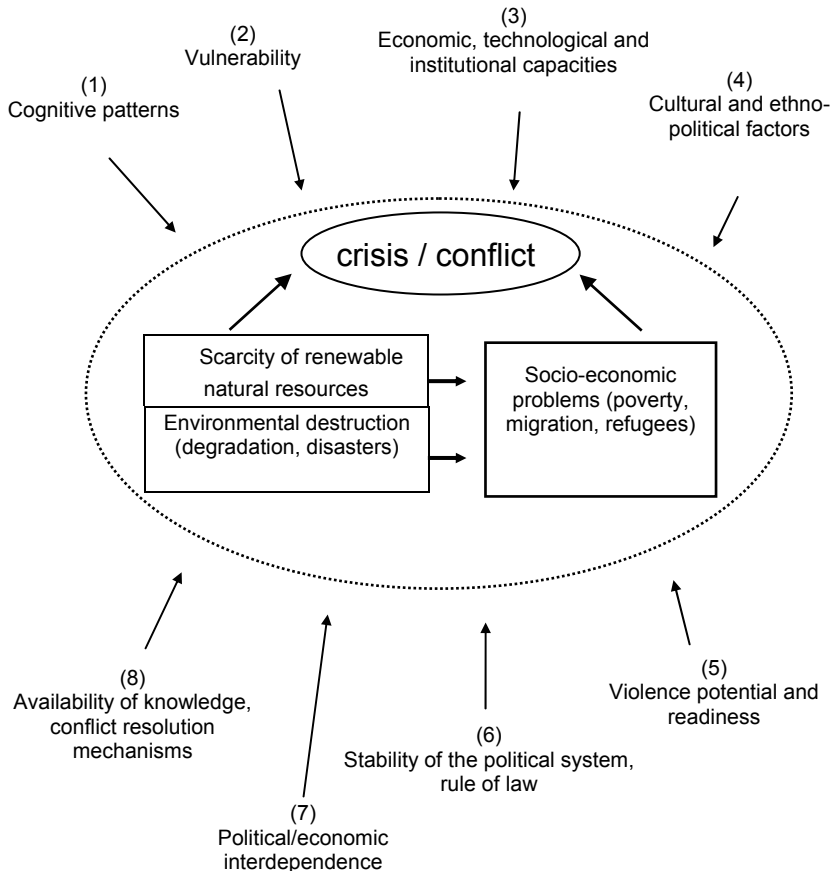 (1)
Cognitive patterns
(2)
Vulnerability
(3)
Economic, technological and
institutional capacities
(4)
Cultural and ethno-
political factors
crisis / conflict
Scarcity of renewable
natural resources
Environmental destruction
(degradation, disasters)
Socio-economic
problems (poverty,
migration, refugees)
(5)
Violence potential and
readiness
(6)
Stability of the political system,
rule of law
(7)
Political/economic
interdependence
(8)
Availability of knowledge,
conflict resolution
mechanisms